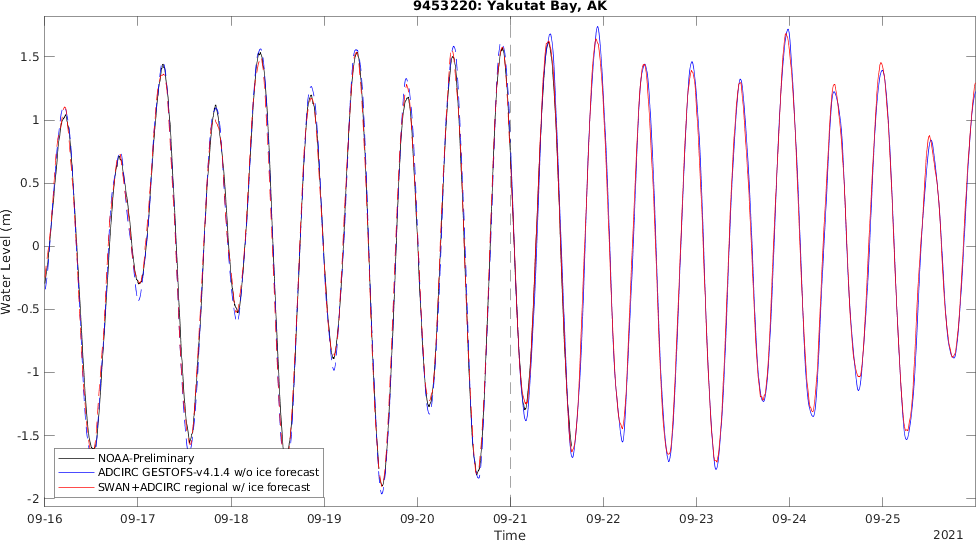 9453220: Yakutat Bay, AK
Water Level (m)
1.5
1
0.5
0
-0.5
-1
-1.5
-2
NOAA-Preliminary
ADCIRC GESTOFS-v4.1.4 w/o ice forecast
SWAN+ADCIRC regional w/ ice forecast
09-16 09-17 09-18 09-19 09-20 09-21 09-22 09-23 09-24 09-25
Time
2021